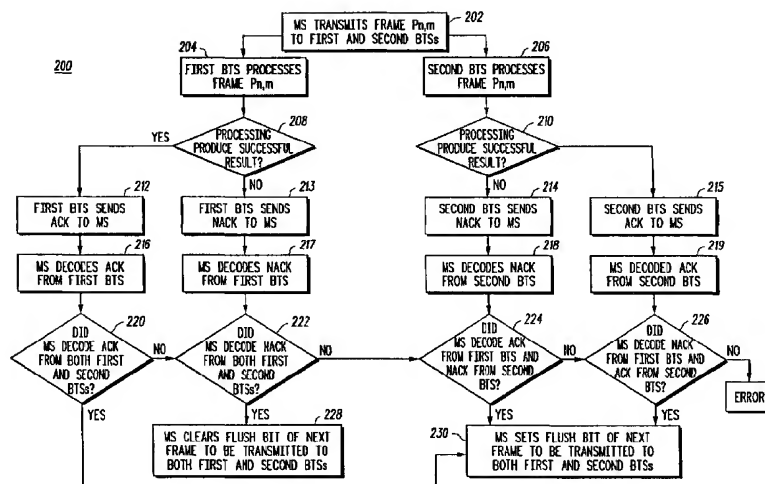 202
MS TRANSMITS FRAME Pn,m
TO FIRST AND SECOND BTSs
200
204
FIRST BTS PROCESSES
FRAME Pn,m
206
SECOND BTS PROCESSES
FRAME Pn,m
208
PROCESSING
PRODUCE SUCCESSFUL
RESULT?
YES
NO
210
PROCESSING
PRODUCE SUCCESSFUL
RESULT?
NO
212
FIRST BTS SENDS
ACK TO MS
213
FIRST BTS SENDS
NACK TO MS
214
SECOND BTS SENDS
NACK TO MS
215
SECOND BTS SENDS
ACK TO MS
216
MS DECODES ACK
FROM FIRST BTS
217
MS DECODES NACK
FROM FIRST BTS
218
MS DECODES NACK
FROM SECOND BTS
219
MS DECODED ACK
FROM SECOND BTS
220
DID
MS DECODE ACK
FROM BOTH FIRST
AND SECOND
BTSs?
NO
YES
222
DID
MS DECODE NACK
FROM BOTH FIRST
AND SECOND
BTSs?
NO
YES
224
DID
MS DECODE ACK
FROM FIRST BTS AND
NACK FROM SECOND
BTS?
NO
YES
226
DID
MS DECODE NACK
FROM FIRST BTS AND
ACK FROM SECOND
BTS?
NO
YES
ERROR
228
MS CLEARS FLUSH BIT OF NEXT
FRAME TO BE TRANSMITTED TO
BOTH FIRST AND SECOND BTSs
230
MS SETS FLUSH BIT OF NEXT
FRAME TO BE TRANSMITTED TO
BOTH FIRST AND SECOND BTSs